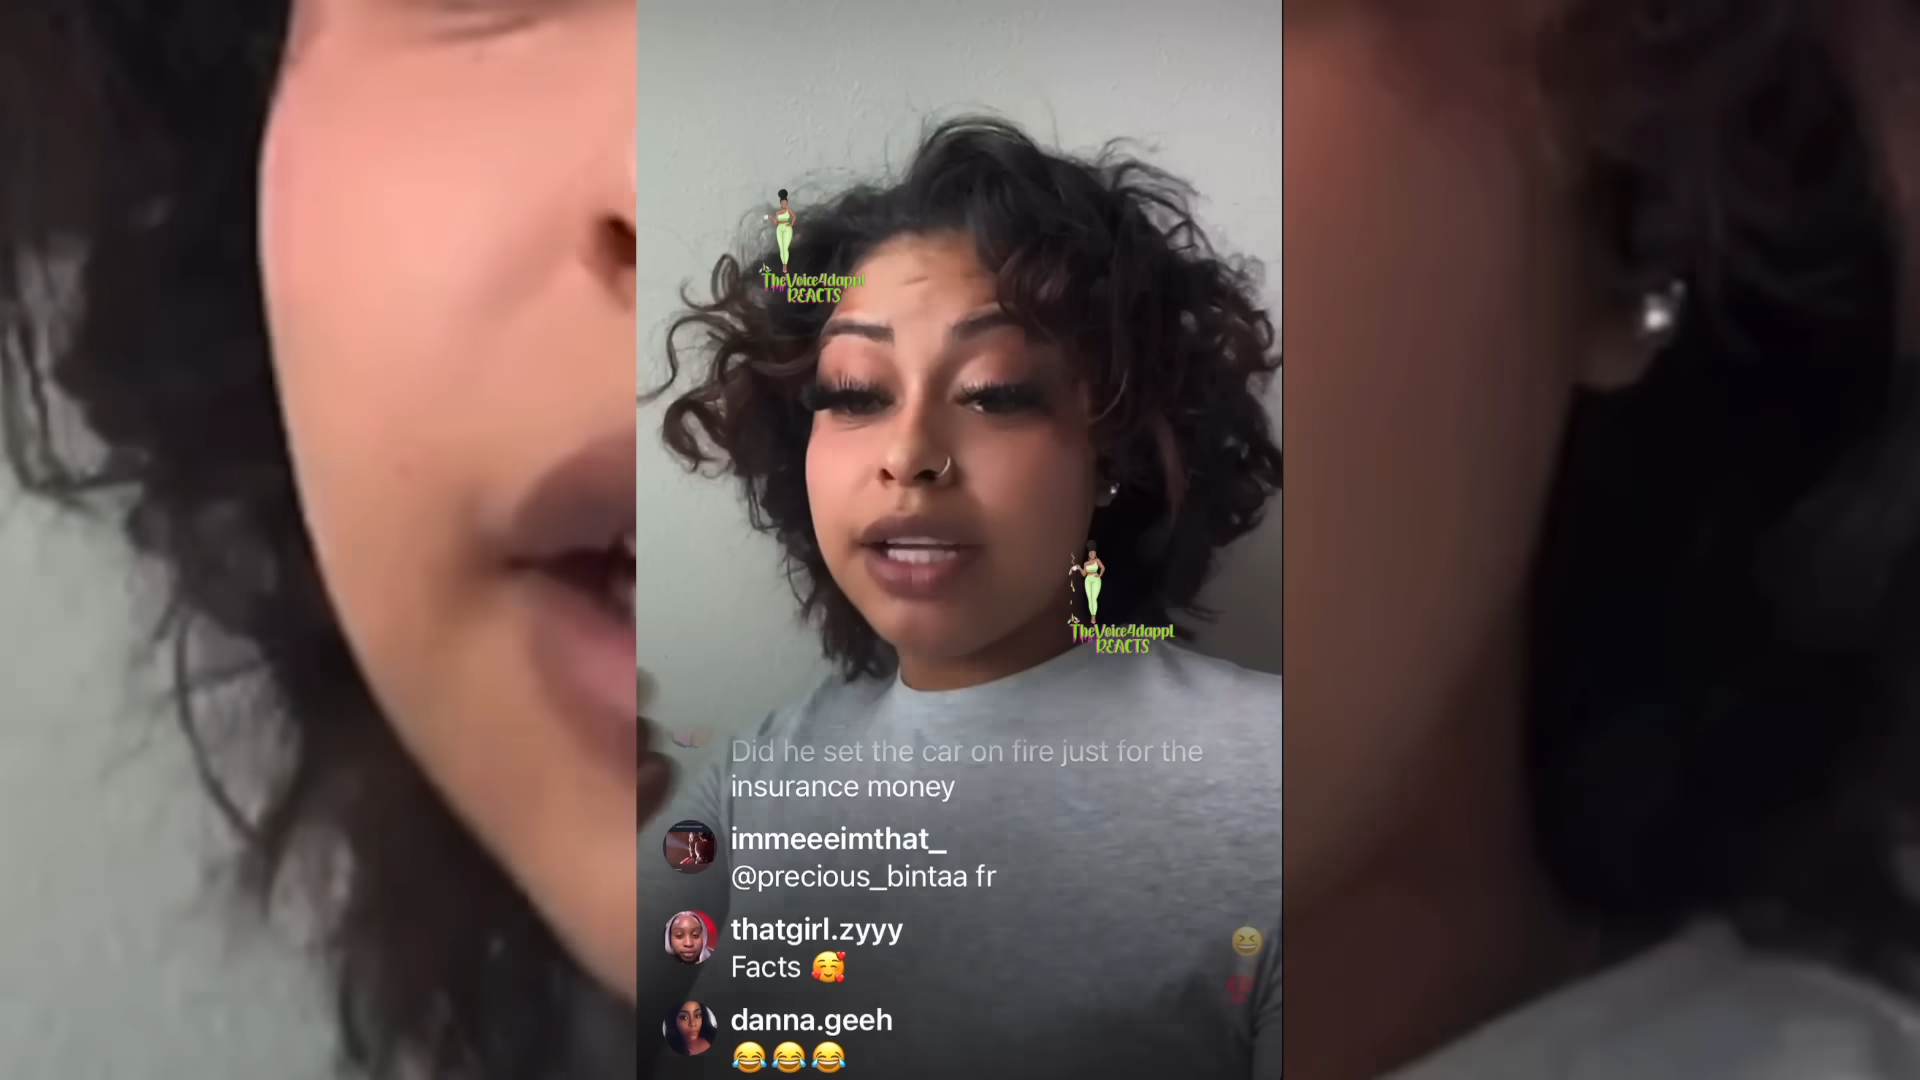 TheVoice4dappl
REACTS
TheVoice4dappl
REACTS
Did he set the car on fire just for the
insurance money
immeeeimthat_
@precious_bintaa fr
thatgirl.zyyy
Facts 🥰
danna.geeh
😂😂😂